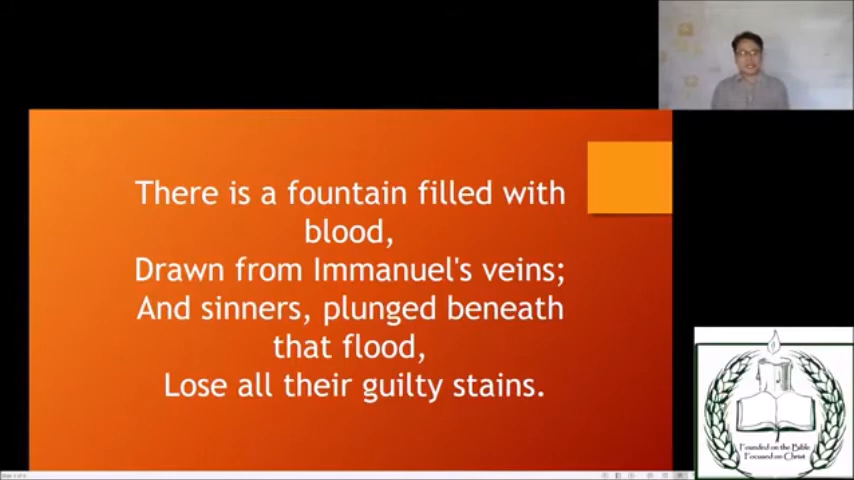 There is a fountain filled with
blood,
Drawn from Immanuel's veins;
And sinners, plunged beneath
that flood,
Lose all their guilty stains.
Founded on the Bible
Focused on Christ